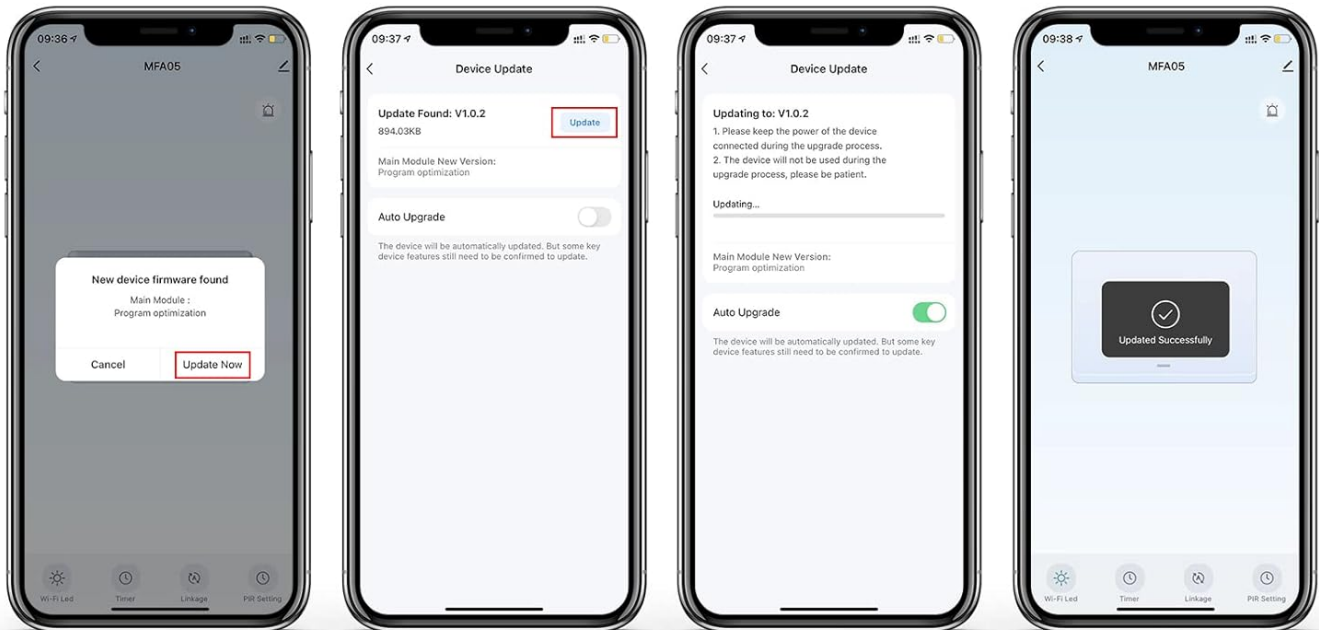 09:36
MFA05
New device firmware found
Main Module :
Program optimization
Cancel
Update Now
Wi-Fi Led
Timer
Linkage
PIR Setting
09:37
Device Update
Update Found: V1.0.2
894.03KB
Update
Main Module New Version:
Program optimization
Auto Upgrade
The device will be automatically updated. But some key
device features still need to be confirmed to update.
09:37
Device Update
Updating to: V1.0.2
1. Please keep the power of the device
connected during the upgrade process.
2. The device will not be used during the
upgrade process, please be patient.
Updating...
Main Module New Version:
Program optimization
Auto Upgrade
The device will be automatically updated. But some key
device features still need to be confirmed to update.
09:38
MFA05
Updated Successfully
Wi-Fi Led
Timer
Linkage
PIR Setting